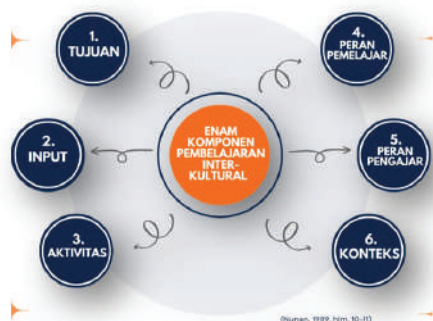 ENAM
KOMPONEN
PEMBELAJARAN
INTER-
KULTURAL
1.
TUJUAN
2.
INPUT
3.
AKTIVITAS
4.
PERAN
PEMELAJAR
5.
PERAN
PENGAJAR
6.
KONTEKS
(Nunan, 1989, hlm. 10-11)